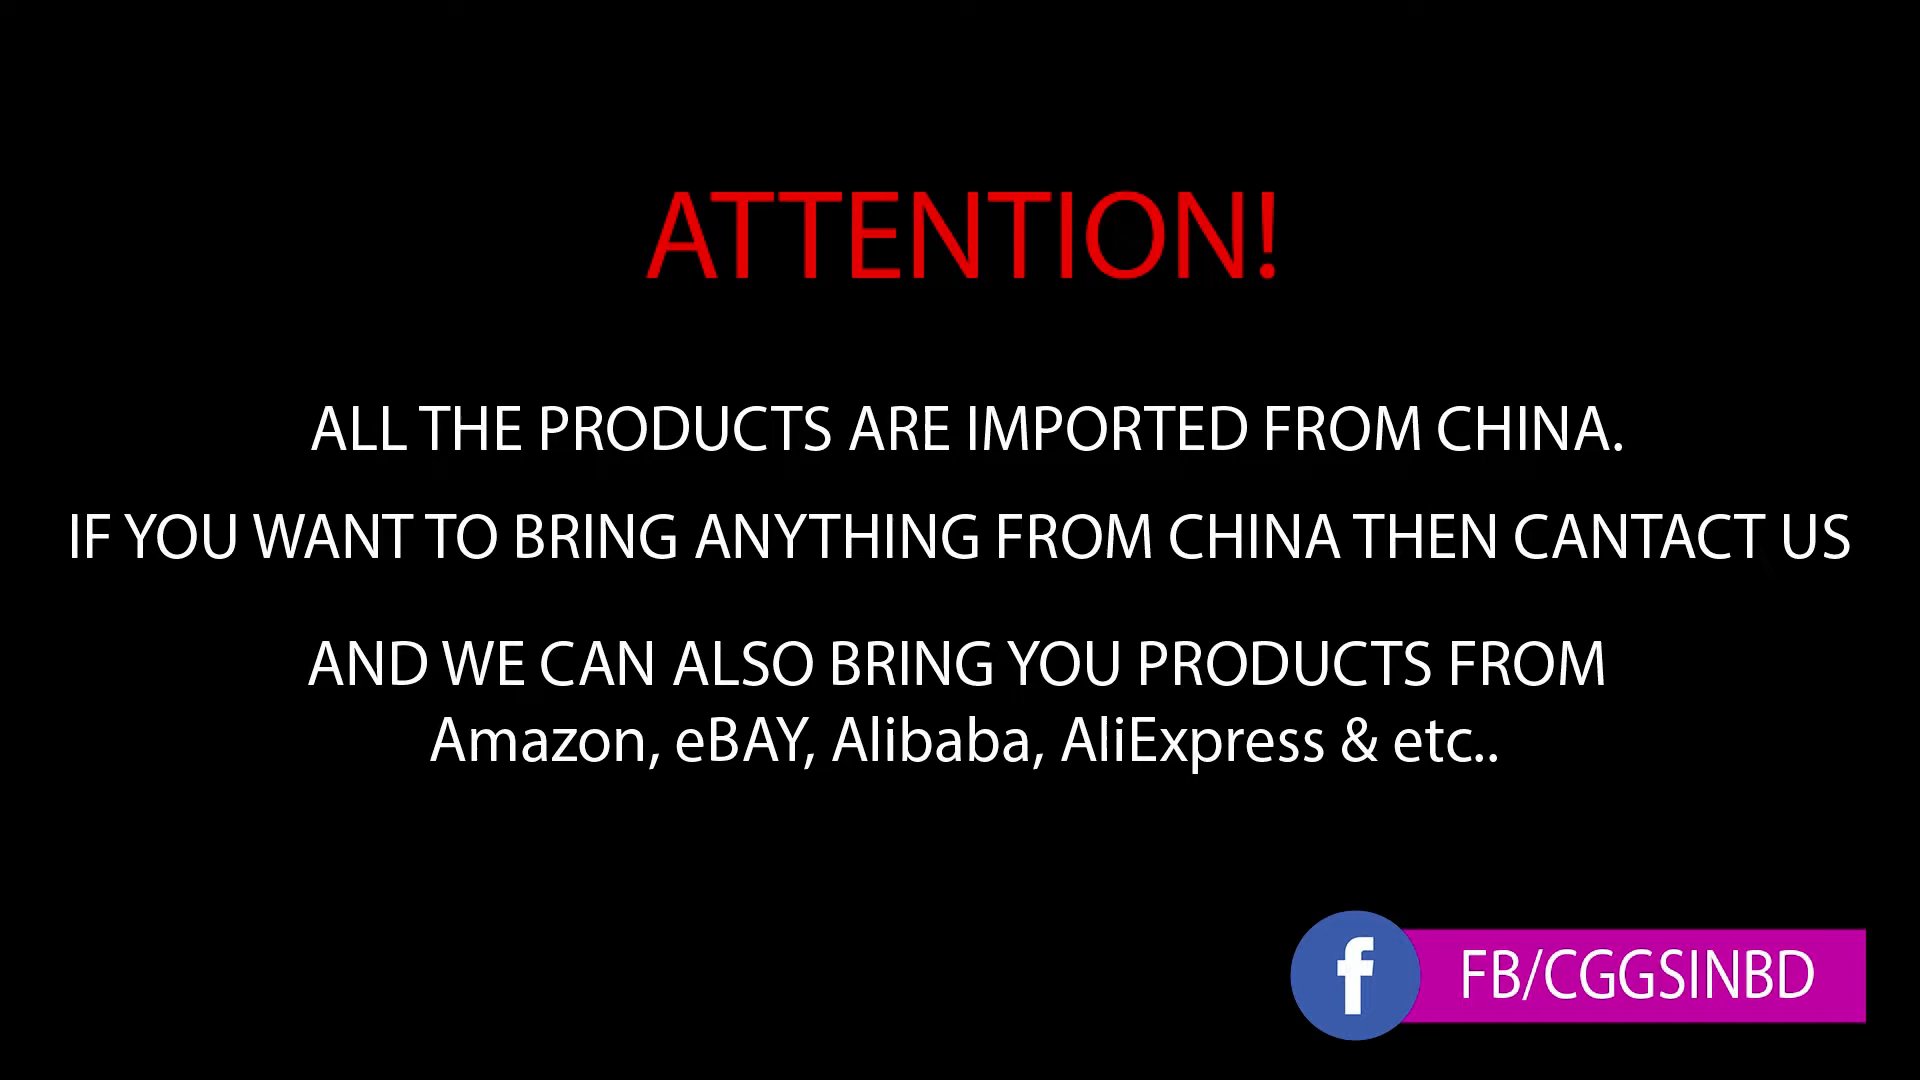 ATTENTION!
ALL THE PRODUCTS ARE IMPORTED FROM CHINA.
IF YOU WANT TO BRING ANYTHING FROM CHINA THEN CANTACT US
AND WE CAN ALSO BRING YOU PRODUCTS FROM
Amazon, eBAY, Alibaba, AliExpress & etc..
f FB/CGGSINBD